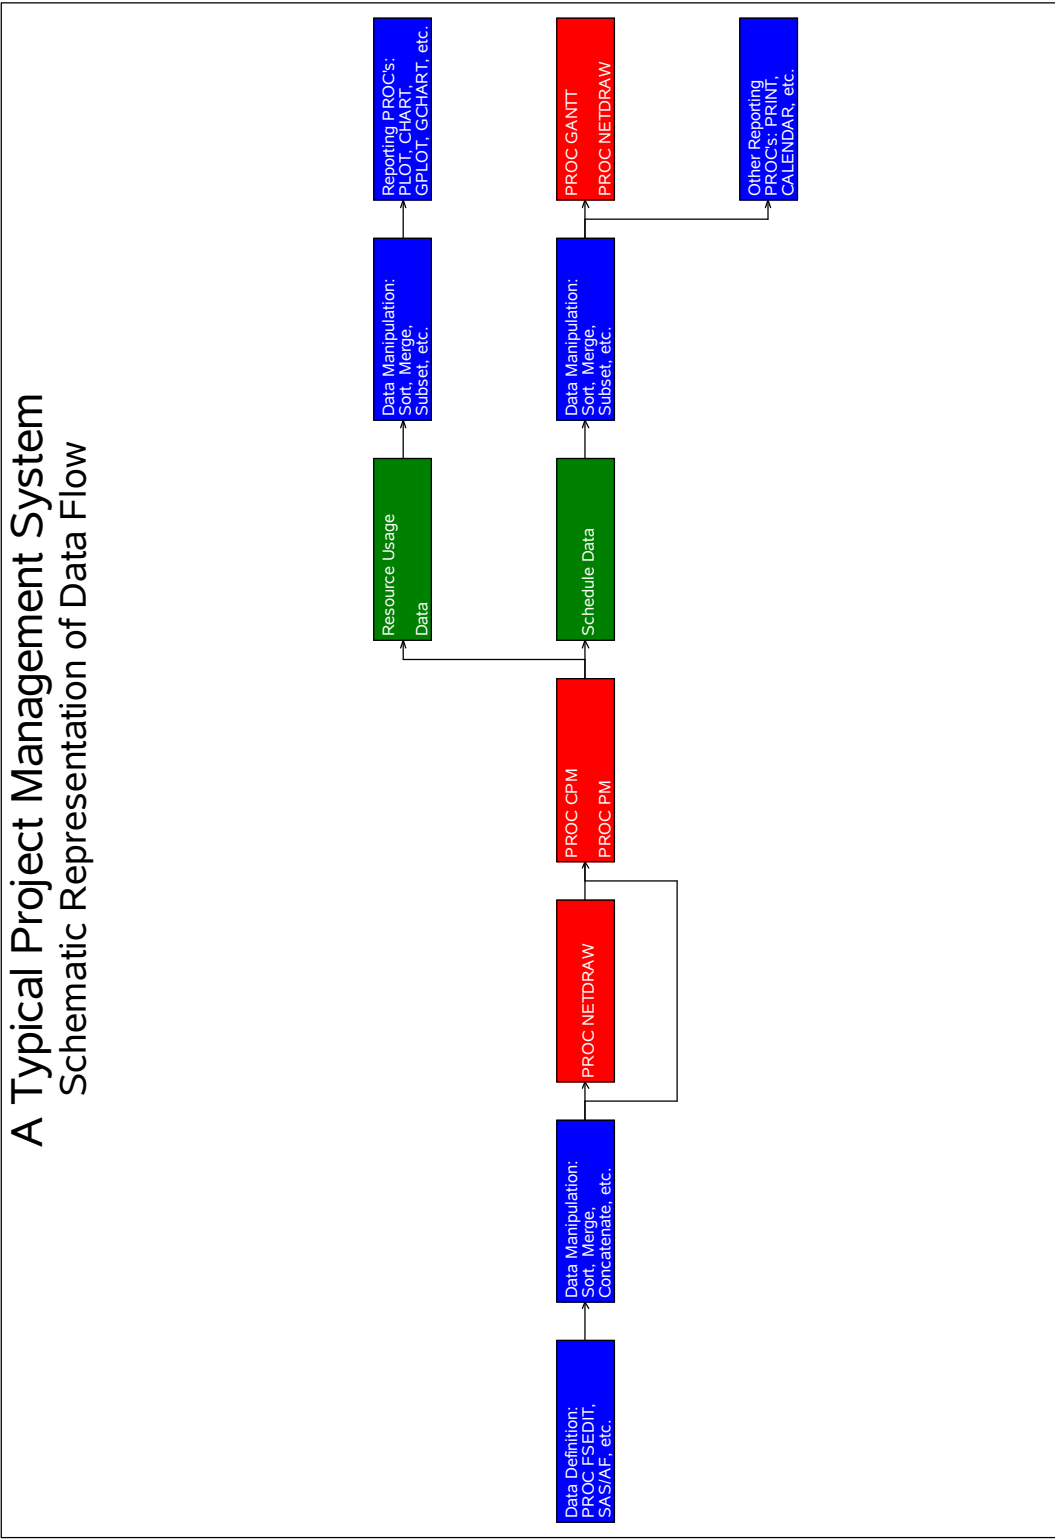 A Typical Project Management System
Schematic Representation of Data Flow
Data Definition:
PROC FSEDIT,
SAS/AF, etc.
Data Manipulation:
Sort, Merge,
Concatenate, etc.
PROC NETDRAW
PROC CPM
PROC PM
Resource Usage
Data
Schedule Data
Data Manipulation:
Sort, Merge,
Subset, etc.
Data Manipulation:
Sort, Merge,
Subset, etc.
Reporting PROC's:
PLOT, CHART,
GPLOT, GCHART, etc.
PROC GANTT
PROC NETDRAW
Other Reporting
PROC's: PRINT,
CALENDAR, etc.